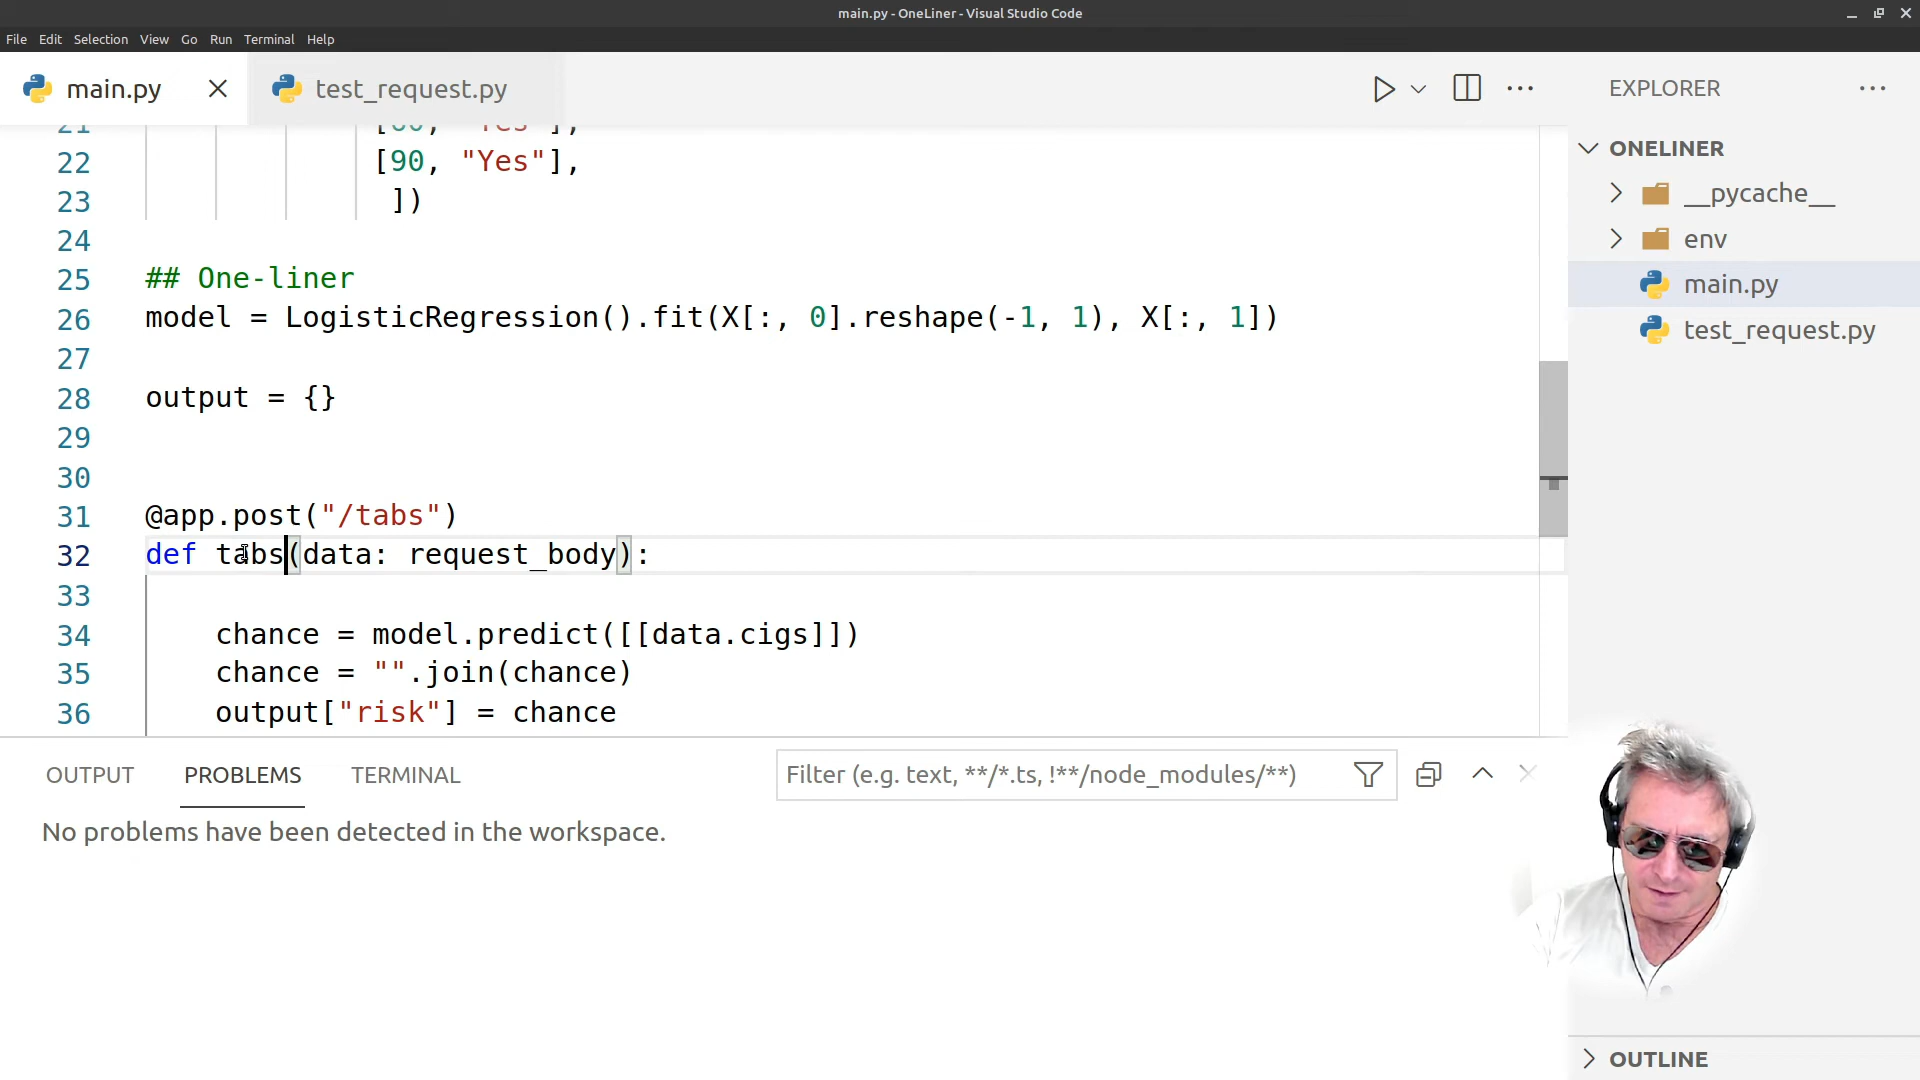 main.py - OneLiner - Visual Studio Code
File Edit Selection View Go Run Terminal Help
main.py
test_request.py
EXPLORER
21 [60, "Yes"],
22 [90, "Yes"],
23 ])
24
25 ## One-liner
26 model = LogisticRegression().fit(X[:, 0].reshape(-1, 1), X[:, 1])
27
28 output = {}
29
30
31 @app.post("/tabs")
32 def tabs(data: request_body):
33
34 chance = model.predict([[data.cigs]])
35 chance = "".join(chance)
36 output["risk"] = chance
ONELINER
__pycache__
env
main.py
test_request.py
OUTPUT PROBLEMS TERMINAL
Filter (e.g. text, **/*.ts, !**/node_modules/**)
No problems have been detected in the workspace.
OUTLINE